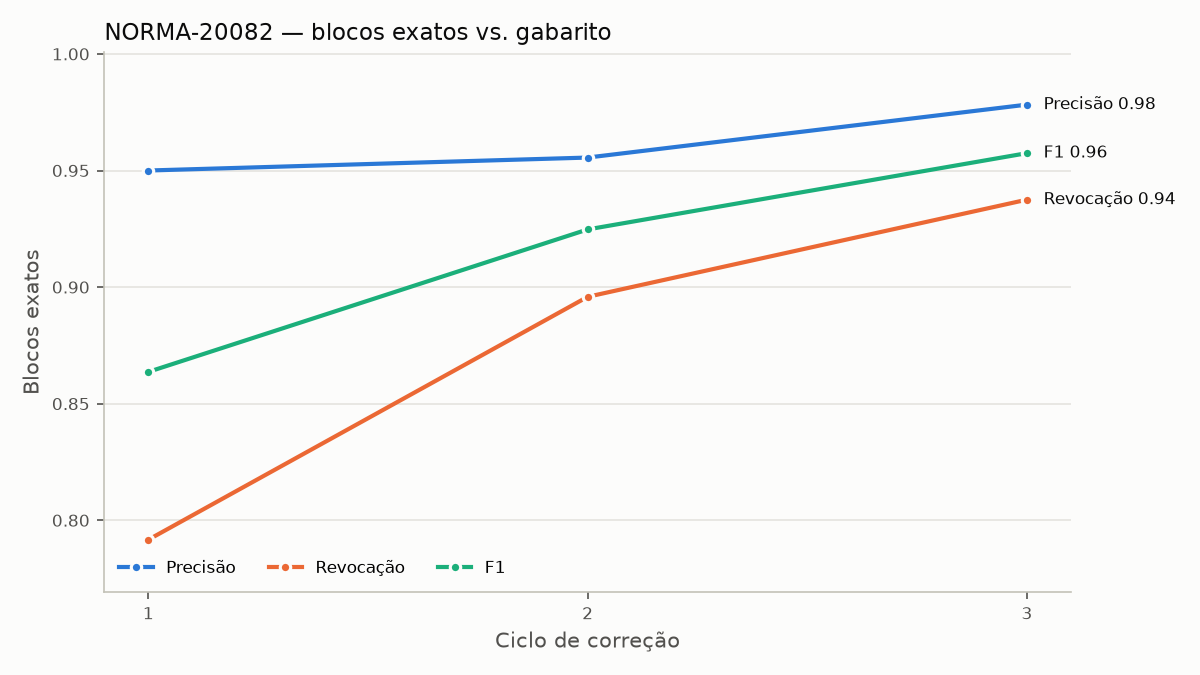 NORMA-20082 — blocos exatos vs. gabarito
1.00
0.95
0.90
0.85
0.80
Blocos exatos
Precisão 0.98
F1 0.96
Revocação 0.94
Precisão
Revocação
F1
1
2
3
Ciclo de correção